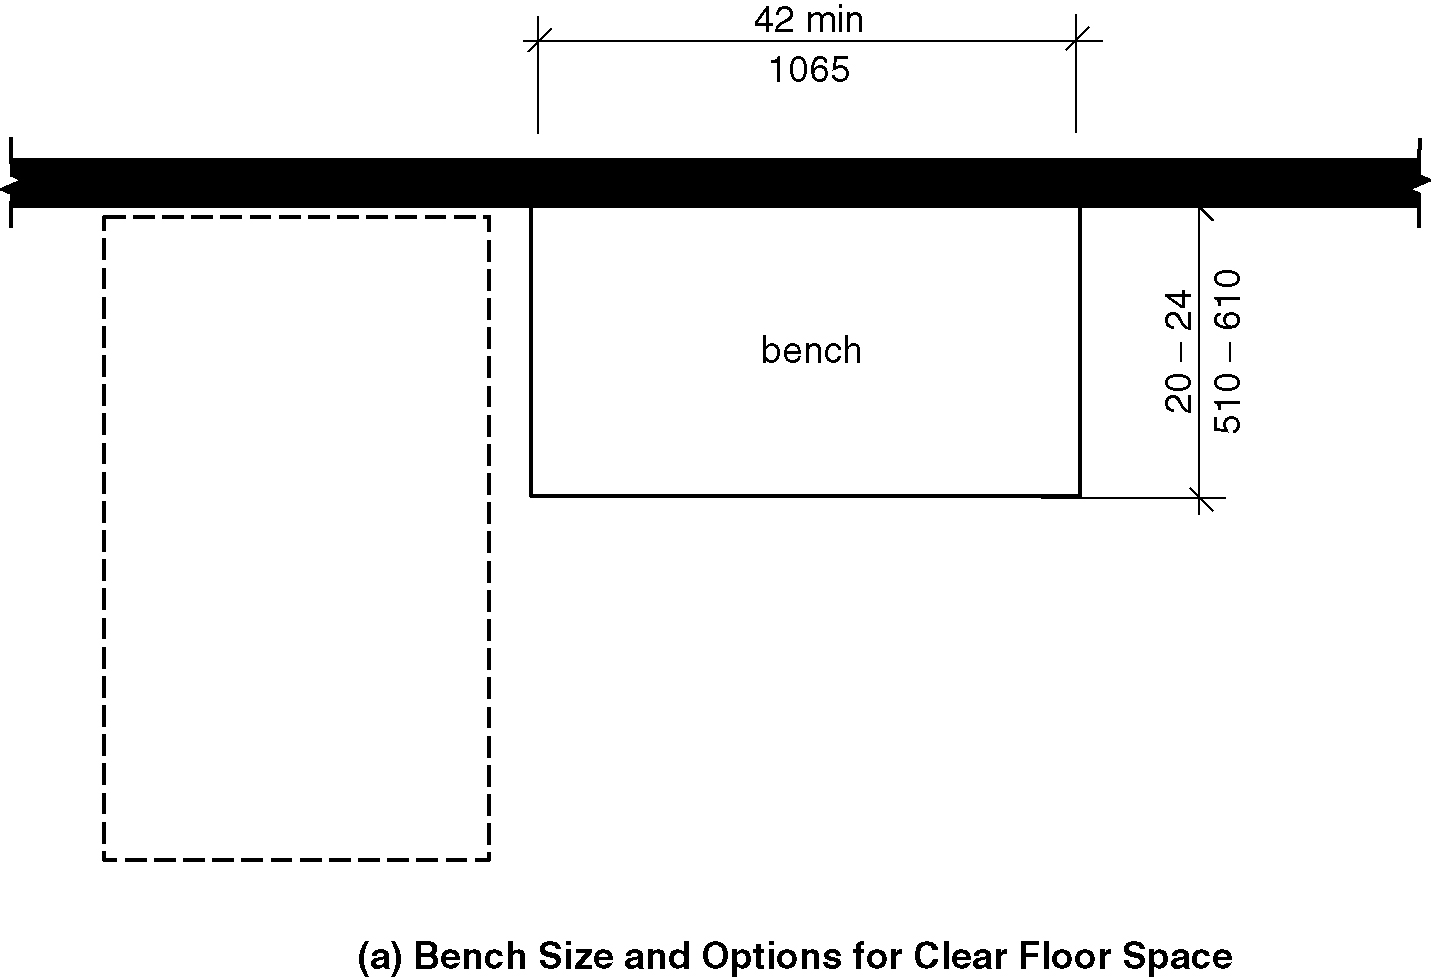 42 min
1065
bench
20 – 24
510 – 610
(a) Bench Size and Options for Clear Floor Space